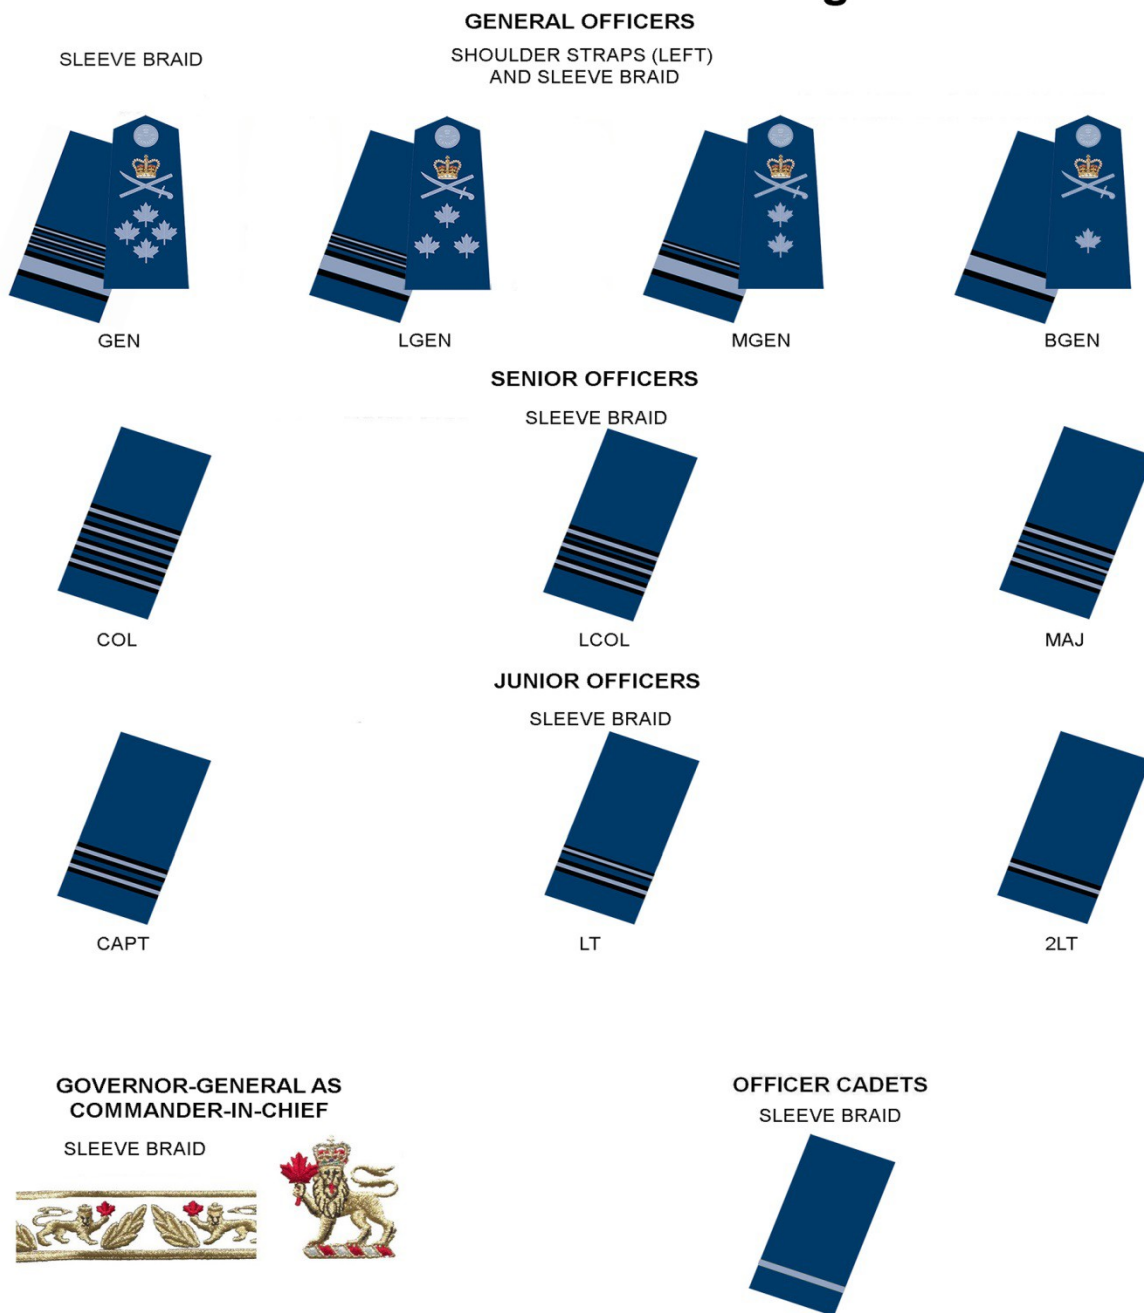 GENERAL OFFICERS
SLEEVE BRAID
SHOULDER STRAPS (LEFT)
AND SLEEVE BRAID
GEN
LGEN
MGEN
BGEN
SENIOR OFFICERS
SLEEVE BRAID
COL
LCOL
MAJ
JUNIOR OFFICERS
SLEEVE BRAID
CAPT
LT
2LT
GOVERNOR-GENERAL AS
COMMANDER-IN-CHIEF
SLEEVE BRAID
OFFICER CADETS
SLEEVE BRAID